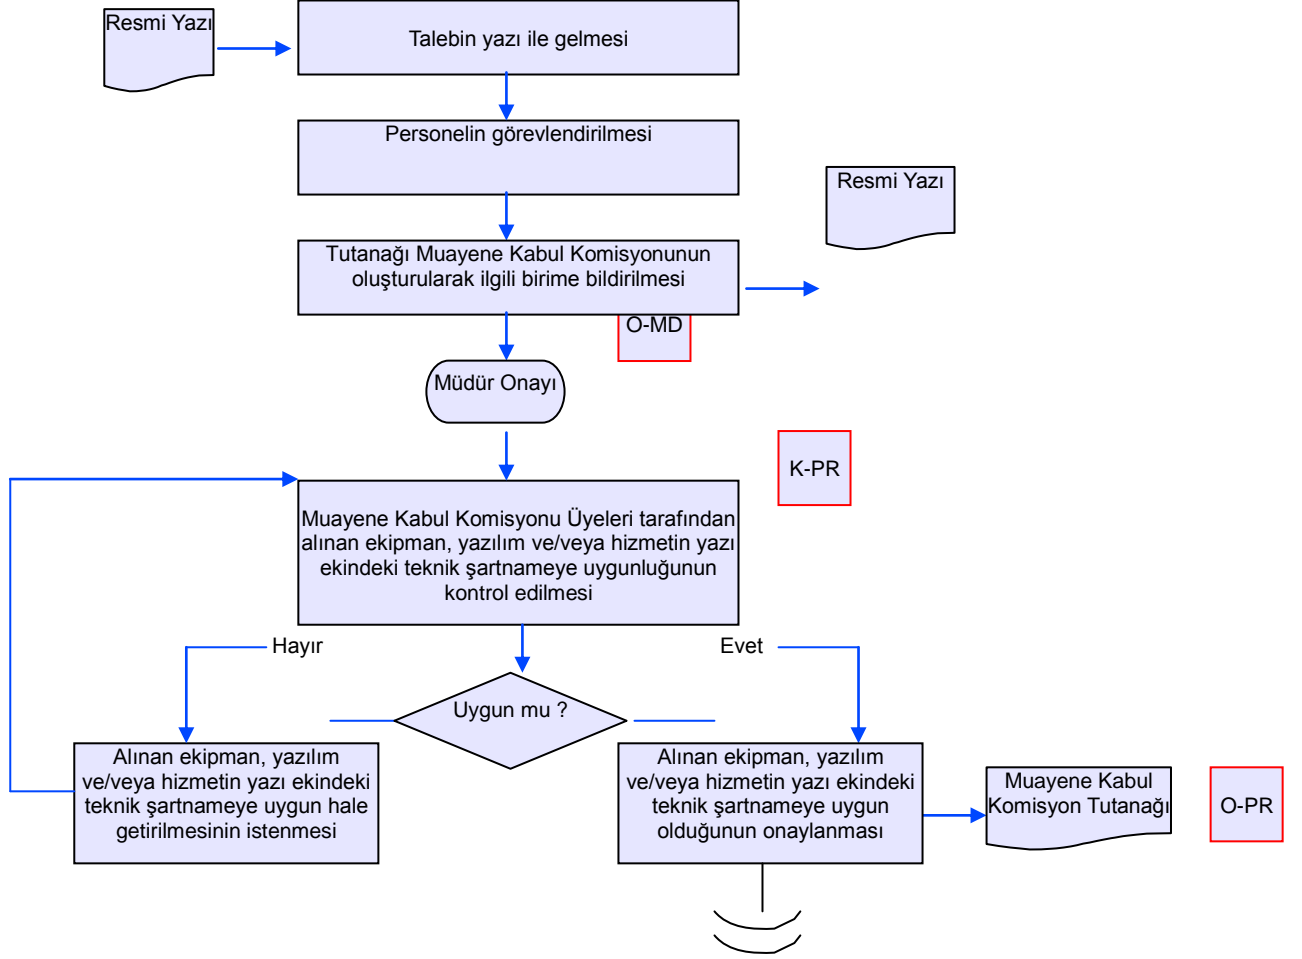 Resmi Yazı
Talebin yazı ile gelmesi
Personelin görevlendirilmesi
Resmi Yazı
Tutanağı Muayene Kabul Komisyonunun
oluşturularak ilgili birime bildirilmesi
O-MD
Müdür Onayı
K-PR
Muayene Kabul Komisyonu Üyeleri tarafından
alınan ekipman, yazılım ve/veya hizmetin yazı
ekindeki teknik şartnameye uygunluğunun
kontrol edilmesi
Hayır
Evet
Uygun mu ?
Alınan ekipman, yazılım
ve/veya hizmetin yazı ekindeki
teknik şartnameye uygun hale
getirilmesinin istenmesi
Alınan ekipman, yazılım
ve/veya hizmetin yazı ekindeki
teknik şartnameye uygun
olduğunun onaylanması
Muayene Kabul
Komisyon Tutanağı
O-PR